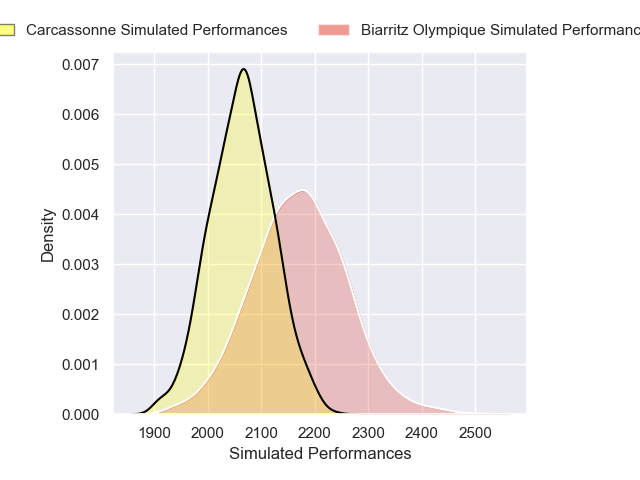 Carcassonne Simulated Performances
Biarritz Olympique Simulated Performanc
0.007
0.006
0.005
0.004
0.003
0.002
0.001
0.000
Density
1900 2000 2100 2200 2300 2400 2500
Simulated Performances